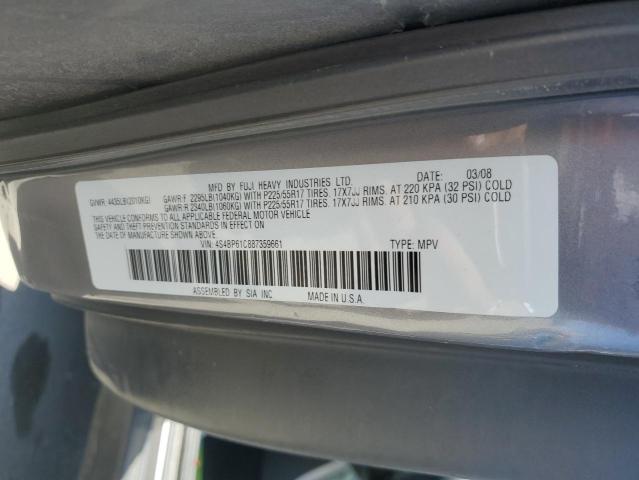 MFD BY FUJI HEAVY INDUSTRIES LTD. DATE: 03/08
GVWR: 4435LB(2010KG) GAWR:F 2295LB(1040KG) WITH P225/55R17 TIRES. 17X7JJ RIMS. AT 220 KPA (32 PSI) COLD
GAWR:R 2340LB(1060KG) WITH P225/55R17 TIRES. 17X7JJ RIMS. AT 210 KPA (30 PSI) COLD
THIS VEHICLE CONFORMS TO ALL APPLICABLE FEDERAL MOTOR VEHICLE
SAFETY AND THEFT PREVENTION STANDARDS IN EFFECT ON
THE DATE OF MANUFACTURE SHOWN ABOVE.
VIN: 4S4BP61C887359661 TYPE: MPV
ASSEMBLED BY SIA INC MADE IN U.S.A.